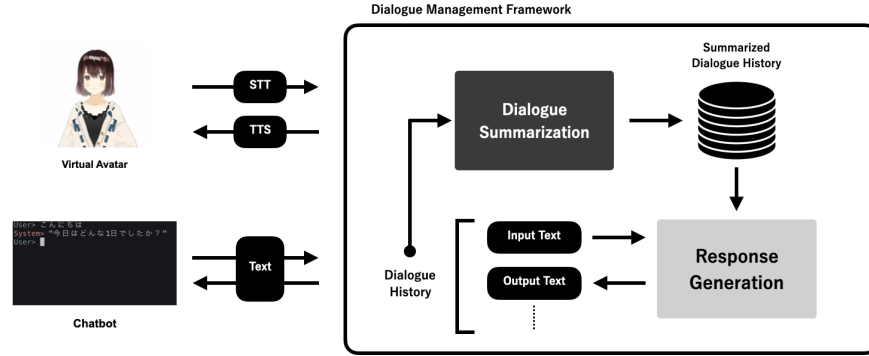 Dialogue Management Framework
STT
TTS
Virtual Avatar
User> こんにちは
System> "今日はどんな1日でしたか？"
User>
Text
Chatbot
Dialogue
Summarization
Summarized
Dialogue History
Dialogue
History
Input Text
Output Text
Response
Generation